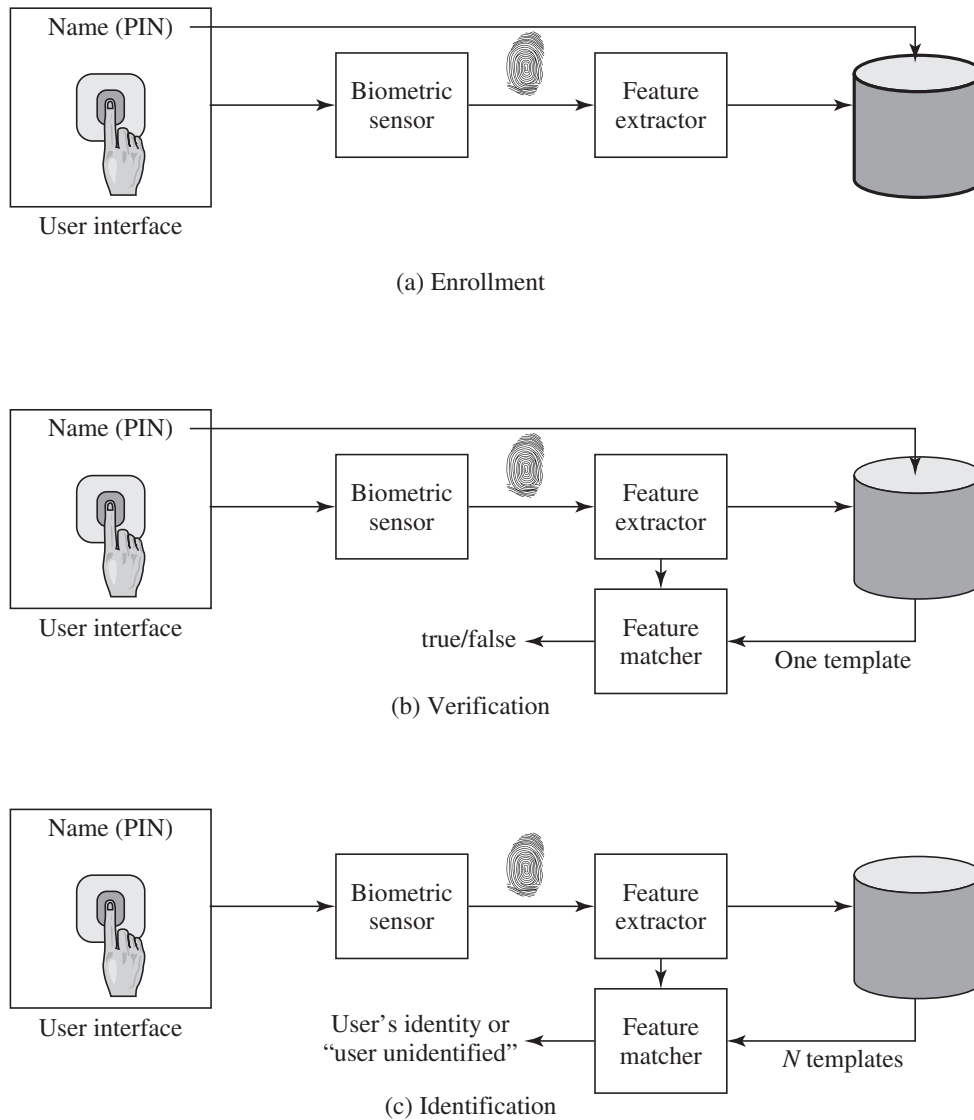 Name (PIN)
Biometric
sensor
Feature
extractor
User interface
(a) Enrollment
Name (PIN)
Biometric
sensor
Feature
extractor
User interface
true/false
Feature
matcher
One template
(b) Verification
Name (PIN)
Biometric
sensor
Feature
extractor
User interface
User’s identity or
“user unidentified”
Feature
matcher
N templates
(c) Identification